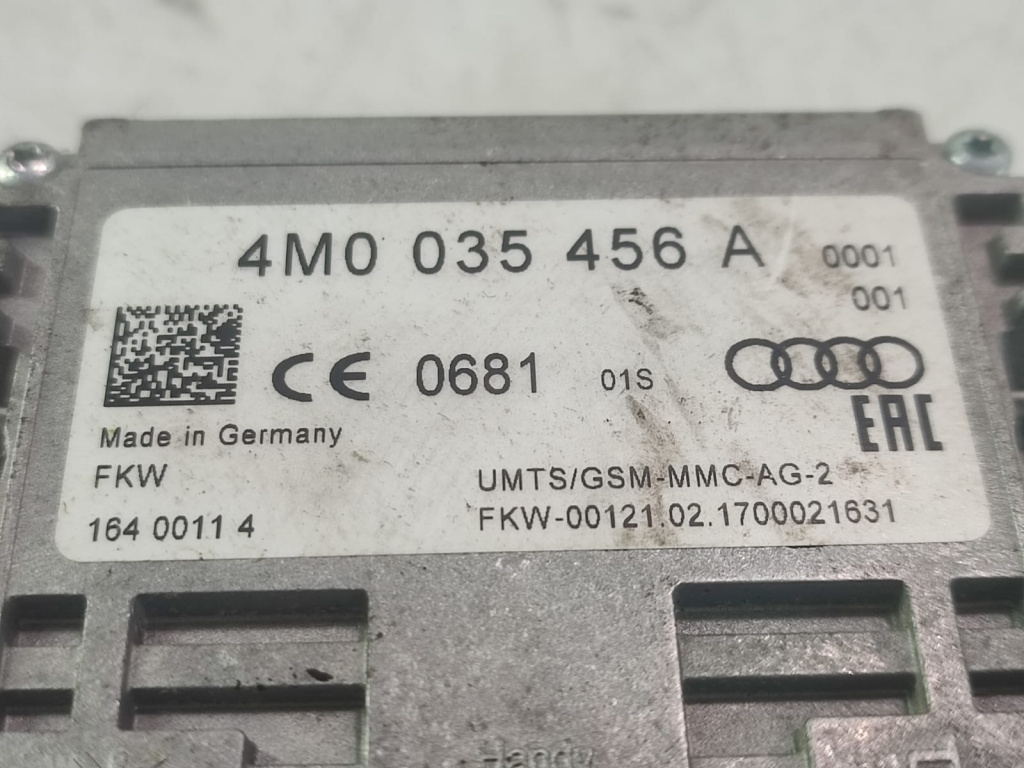 4M0 035 456 A 0001
001
CE 0681 01S
EAC
Made in Germany
FKW
UMTS/GSM-MMC-AG-2
164 0011 4
FKW-00121.02.1700021631
Handy